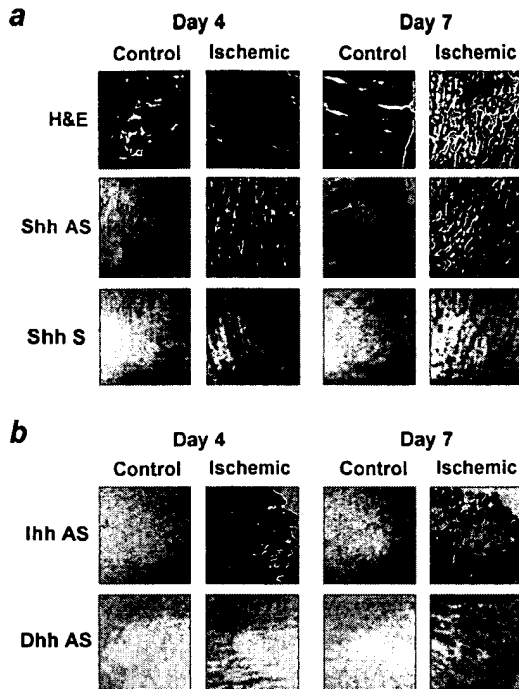 a
Day 4 Day 7
Control Ischemic Control Ischemic
H&E
Shh AS
Shh S
b
Day 4 Day 7
Control Ischemic Control Ischemic
Ihh AS
Dhh AS